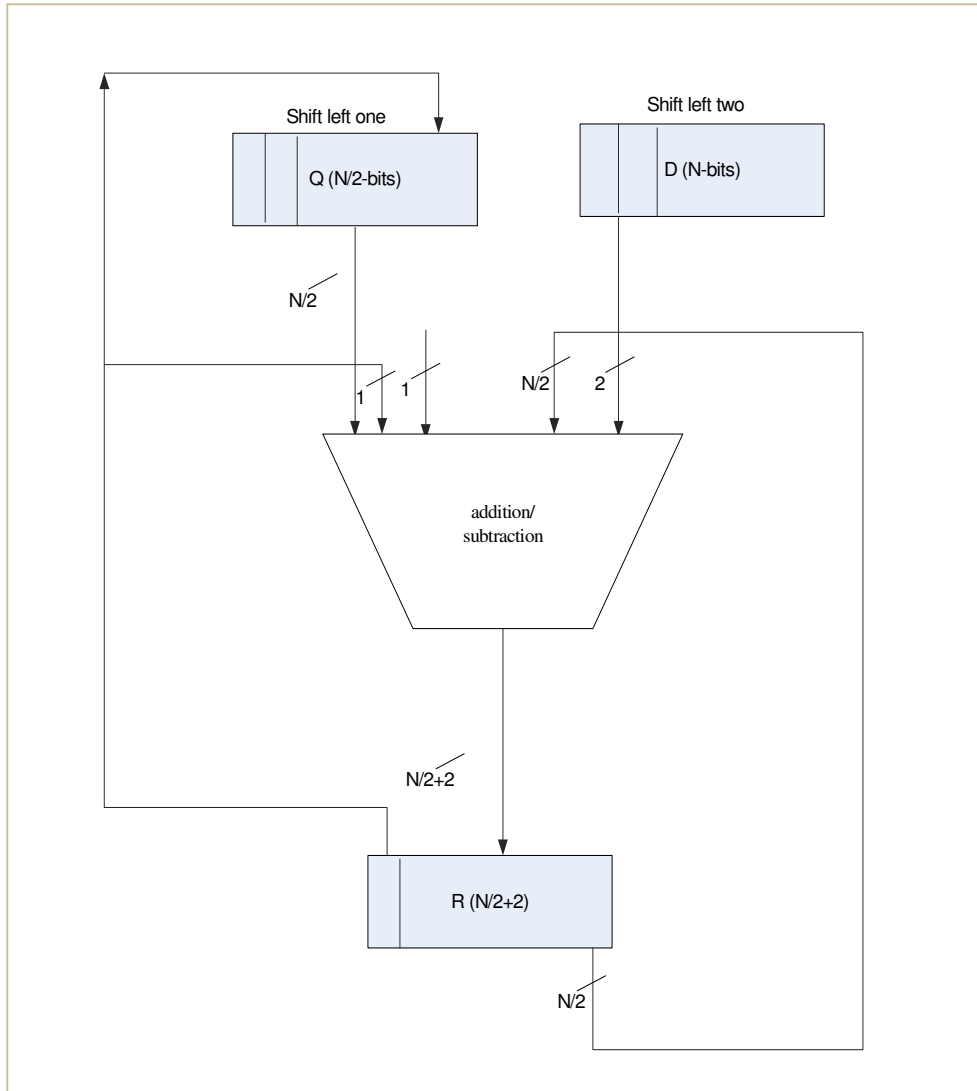 Shift left one
Shift left two
Q (N/2-bits)
D (N-bits)
N/2
1
1
N/2
2
addition/
subtraction
N/2+2
R (N/2+2)
N/2